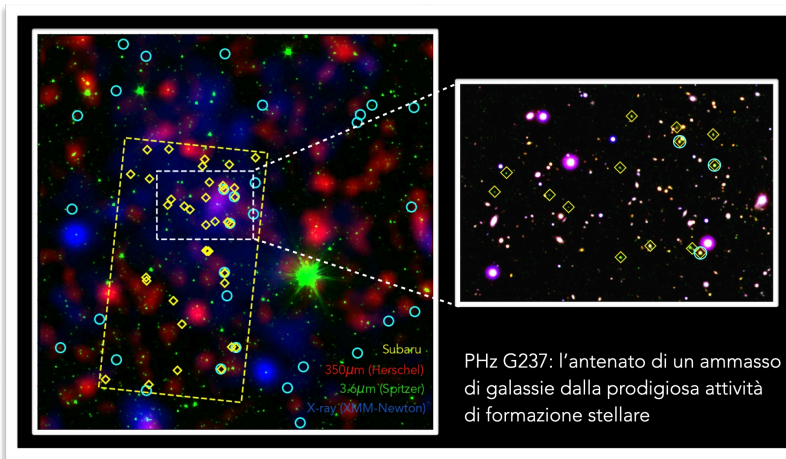 Subaru
350μm (Herschel)
3.6μm (Spitzer)
X-ray (XMM-Newton)
PHz G237: l’antenato di un ammasso
di galassie dalla prodigiosa attività
di formazione stellare